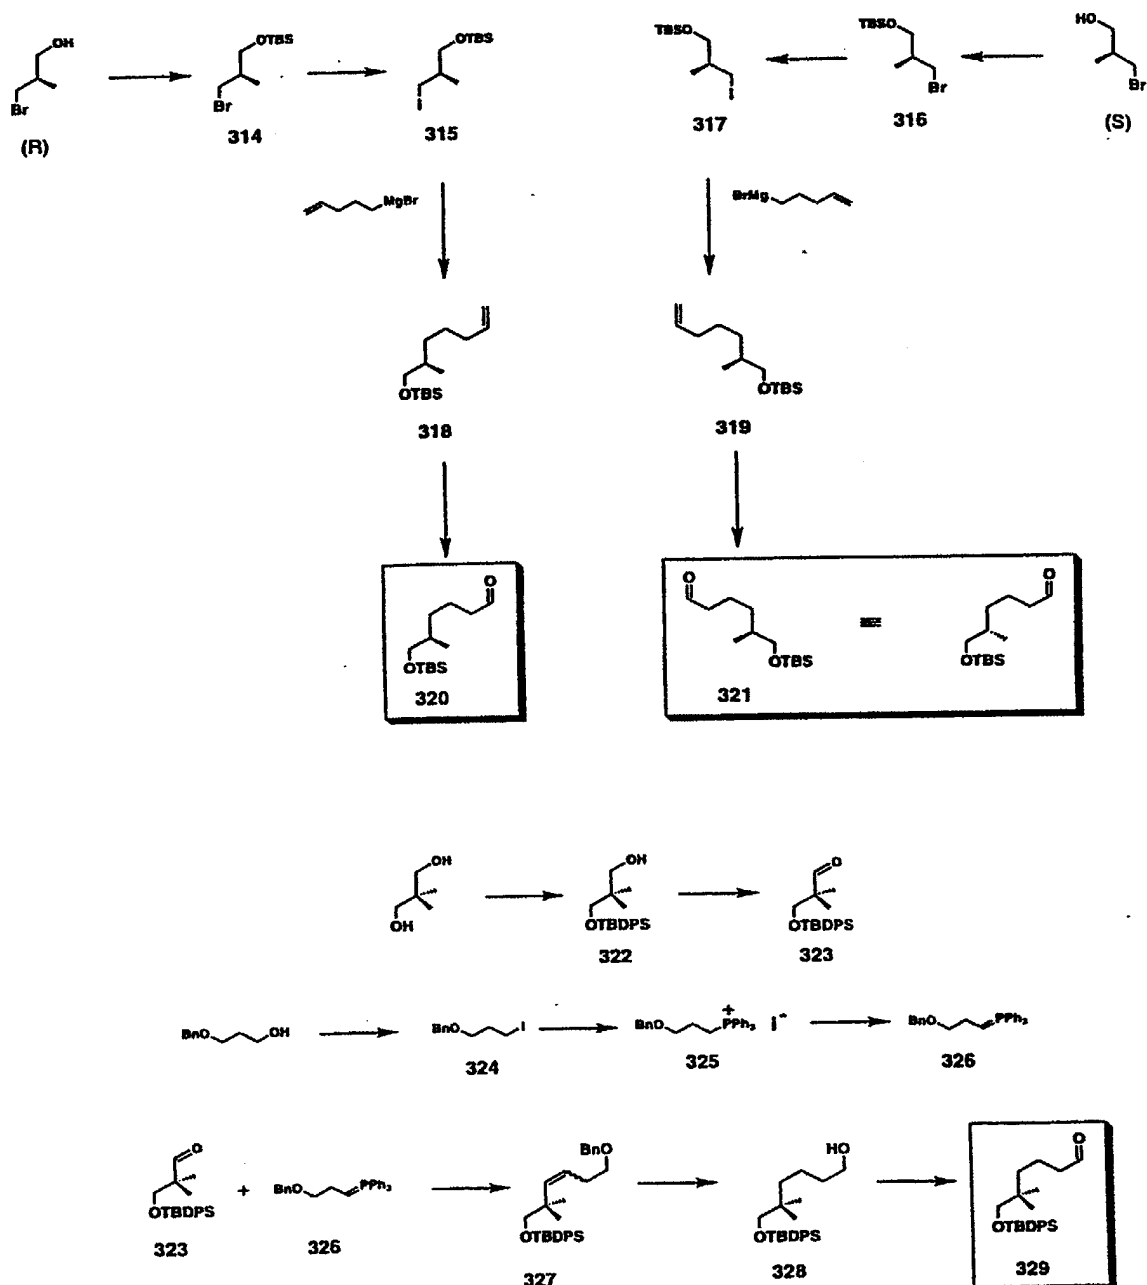 OH
Br
(R)
OTBS
Br
314
OTBS
I
315
TBSO
I
317
TBSO
Br
316
HO
Br
(S)
MgBr
BrMg
OTBS
318
OTBS
319
O
OTBS
320
O
OTBS
321
≡
O
OTBS
OH
OH
OH
OTBDPS
322
O
OTBDPS
323
BnO
OH
BnO
I
324
BnO
+
PPh3
I-
325
BnO
PPh3
326
O
OTBDPS
323
+
BnO
PPh3
326
BnO
OTBDPS
327
HO
OTBDPS
328
O
OTBDPS
329